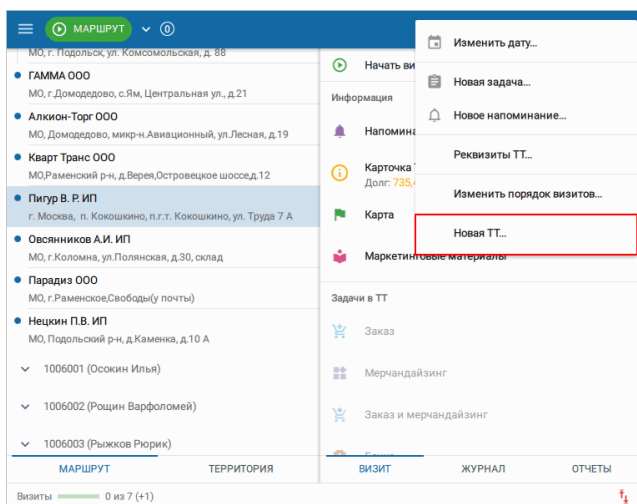 МАРШРУТ
0
МО, г. Подольск, ул. Комсомольская, д. 88
ГАММА ООО
МО, г.Домодедово, с.Ям, Центральная ул., д.21
Алкион-Торг ООО
МО, Домодедово, микр-н.Авиационный, ул.Лесная, д.19
Кварт Транс ООО
МО,Раменский р-н, д.Верея,Островецкое шоссе,д.12
Пигур В. Р. ИП
г. Москва, п. Кокошкино, п.г.т. Кокошкино, ул. Труда 7 А
Овсянников А.И. ИП
МО, г.Коломна, ул.Полянская, д.30, склад
Парадиз ООО
МО, г.Раменское,Свободы(у почты)
Нецкин П.В. ИП
МО, Подольский р-н, д.Каменка, д.10 А
1006001 (Осокин Илья)
1006002 (Рощин Варфоломей)
1006003 (Рыжков Рюрик)
МАРШРУТ
ТЕРРИТОРИЯ
Визиты
0 из 7 (+1)
Начать ви
Информация
Напомина
Карточка
Долг: 735,4
Карта
Маркетинговые материалы
Задачи в ТТ
Заказ
Мерчандайзинг
Заказ и мерчандайзинг
ВИЗИТ
ЖУРНАЛ
ОТЧЕТЫ
Изменить дату...
Новая задача...
Новое напоминание...
Реквизиты ТТ...
Изменить порядок визитов...
Новая ТТ...